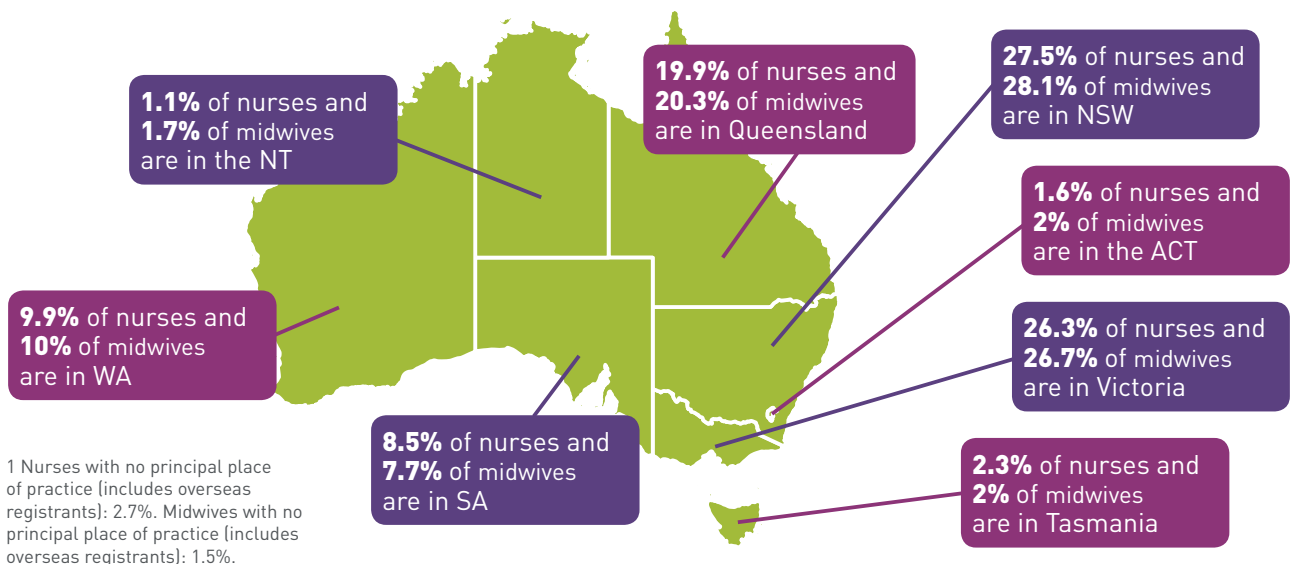 1.1% of nurses and
1.7% of midwives
are in the NT
19.9% of nurses and
20.3% of midwives
are in Queensland
27.5% of nurses and
28.1% of midwives
are in NSW
1.6% of nurses and
2% of midwives
are in the ACT
9.9% of nurses and
10% of midwives
are in WA
26.3% of nurses and
26.7% of midwives
are in Victoria
8.5% of nurses and
7.7% of midwives
are in SA
2.3% of nurses and
2% of midwives
are in Tasmania
1 Nurses with no principal place
of practice (includes overseas
registrants): 2.7%. Midwives with no
principal place of practice (includes
overseas registrants): 1.5%.